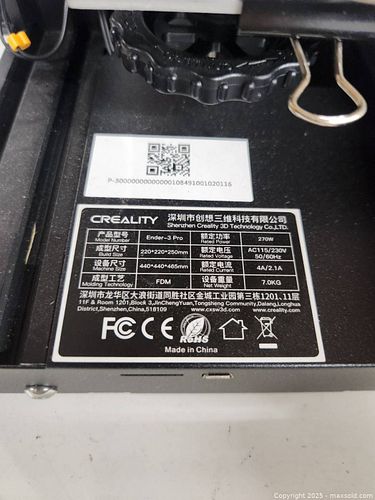 P-30000000000000108491001020116
CREALITY 深圳市创想三维科技有限公司
Shenzhen Creality 3D Technology Co.,LTD.
产品型号 Model Number Ender-3 Pro 额定功率 Rated Power 270W
成型尺寸 Build Size 220*220*250mm 额定电压 Rated Voltage AC115/230V 50/60Hz
设备尺寸 Machine Size 440*440*465mm 额定电流 Rated Current 4A/2.1A
成型工艺 Molding Technology FDM 设备重量 Net Weight 7.0KG
深圳市龙华区大浪街道同胜社区金城工业园第三栋1201,11层
11F & Room 1201,Block 3,JinChengYuan,Tongsheng Community,Dalang,Longhua
District,Shenzhen,China,518109 www.cxsw3d.com www.creality.com
FC CE RoHS
Made in China
Copyright 2025 - maxsold.com